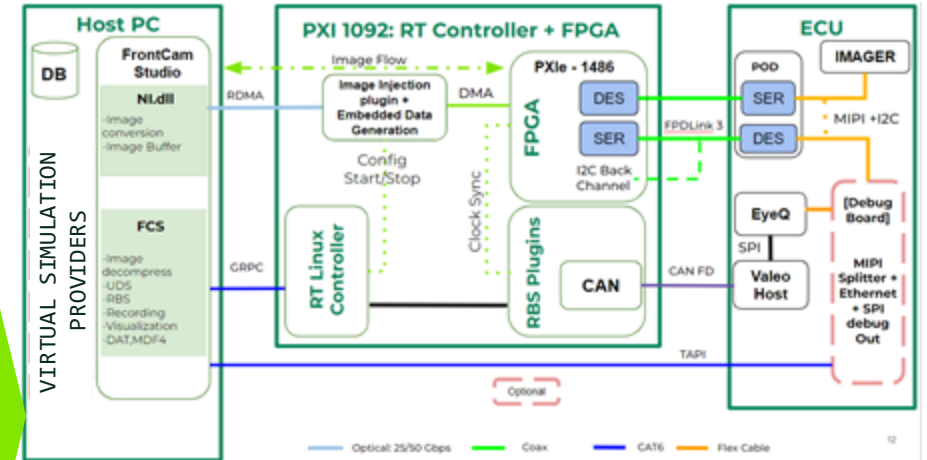 Host PC
DB
FrontCam
Studio
NI.dll
-Image
conversion
-Image Buffer
VIRTUAL SIMULATION
PROVIDERS
FCS
-Image
decompress
-UDS
-RBS
-Recording
-Visualization
-DAT,MDF4
RDMA
GRPC
PXI 1092: RT Controller + FPGA
Image Flow
Image Injection
plugin +
Embedded Data
Generation
DMA
Config
Start/Stop
Clock Sync
RT Linux
Controller
PXIe - 1486
FPGA
DES
SER
I2C Back
Channel
FPDLink 3
RBS Plugins
CAN
CAN FD
TAPI
ECU
POD
SER
DES
IMAGER
MIPI +I2C
EyeQ
SPI
Valeo
Host
[Debug
Board]
MIPI
Splitter +
Ethernet
+ SPI
debug
Out
Optional
Optical: 25/50 Gbps
Coax
CAT6
Flex Cable
12